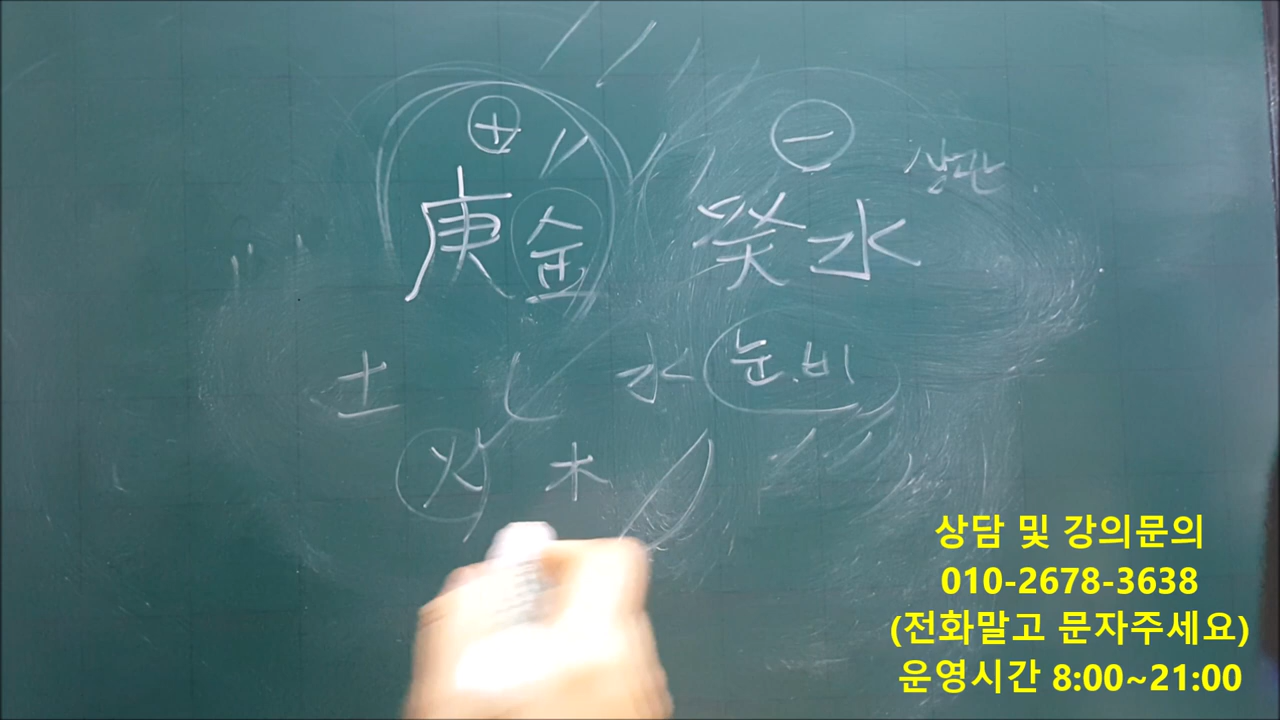 ⊕ ⊖
상관
庚金 癸水
土 水 눈.비
木
상담 및 강의문의
010-2678-3638
(전화말고 문자주세요)
운영시간 8:00~21:00